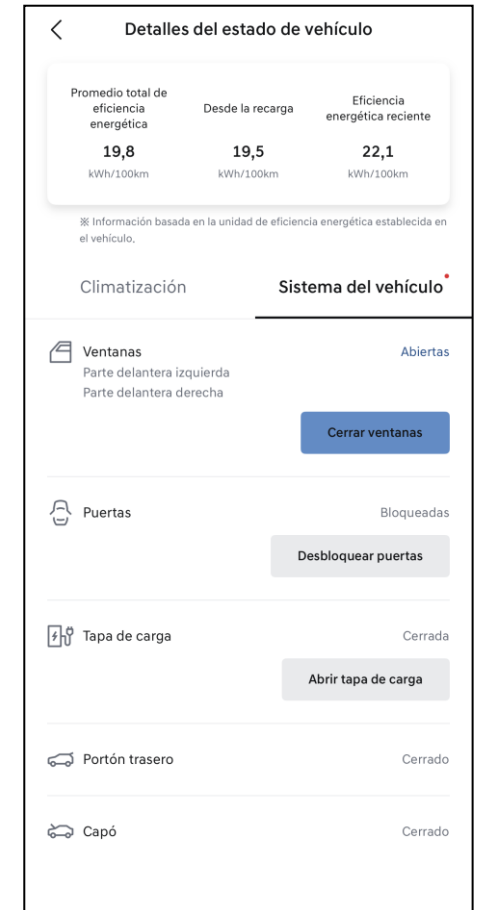 Detalles del estado de vehículo
Promedio total de
eficiencia
energética
19,8
kWh/100km
Desde la recarga
19,5
kWh/100km
Eficiencia
energética reciente
22,1
kWh/100km
※ Información basada en la unidad de eficiencia energética establecida en
el vehículo.
Climatización
Sistema del vehículo
Ventanas
Abiertas
Parte delantera izquierda
Parte delantera derecha
Cerrar ventanas
Puertas
Bloqueadas
Desbloquear puertas
Tapa de carga
Cerrada
Abrir tapa de carga
Portón trasero
Cerrado
Capó
Cerrado